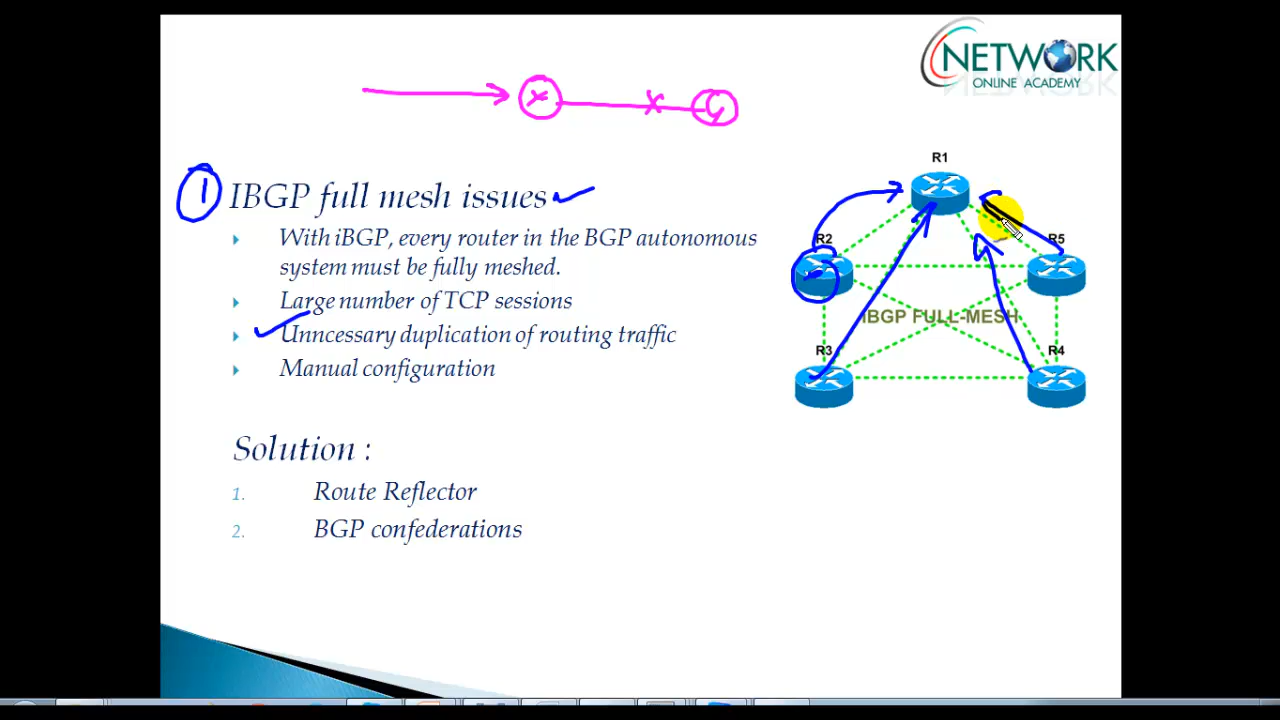 NETWORK
ONLINE ACADEMY
x
y
R1
1
IBGP full mesh issues
With iBGP, every router in the BGP autonomous
system must be fully meshed.
Large number of TCP sessions
Unncessary duplication of routing traffic
Manual configuration
R2
R5
IBGP FULL-MESH
R3
R4
Solution :
1. Route Reflector
2. BGP confederations